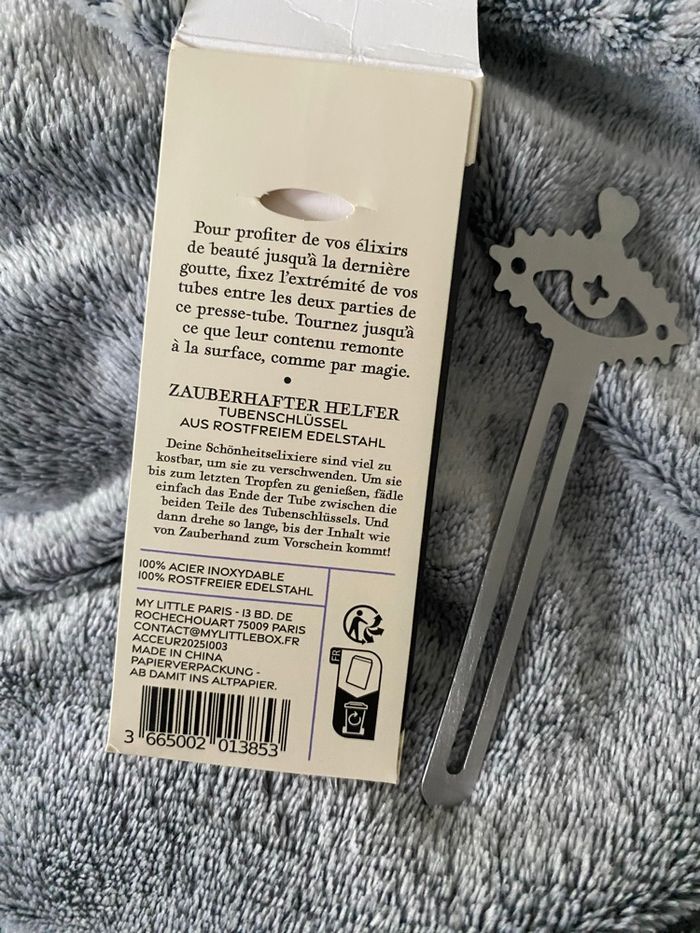 Pour profiter de vos élixirs
de beauté jusqu'à la dernière
goutte, fixez l'extrémité de vos
tubes entre les deux parties de
ce presse-tube. Tournez jusqu'à
ce que leur contenu remonte
à la surface, comme par magie.
•
ZAUBERHAFTER HELFER
TUBENSCHLÜSSEL
AUS ROSTFREIEM EDELSTAHL
Deine Schönheitselixiere sind viel zu
kostbar, um sie zu verschwenden. Um sie
bis zum letzten Tropfen zu genießen, fädle
einfach das Ende der Tube zwischen die
beiden Teile des Tubenschlüssels. Und
dann drehe so lange, bis der Inhalt wie
von Zauberhand zum Vorschein kommt!
100% ACIER INOXYDABLE
100% ROSTFREIER EDELSTAHL
MY LITTLE PARIS - 13 BD. DE
ROCHECHOUART 75009 PARIS
CONTACT@MYLITTLEBOX.FR
ACCEUR20251003
MADE IN CHINA
PAPIERVERPACKUNG -
AB DAMIT INS ALTPAPIER.
FR
3 665002 013853